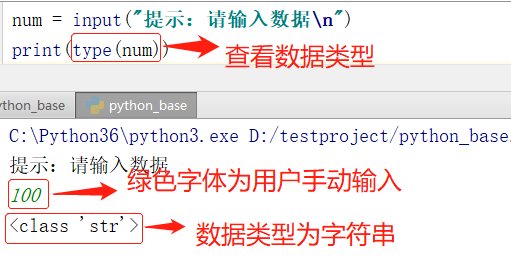 num = input("提示：请输入数据\n")
print(type(num))
查看数据类型
ython_base
python_base
C:\Python36\python3.exe D:/testproject/python_base.
提示：请输入数据
100
绿色字体为用户手动输入
<class 'str'>
数据类型为字符串